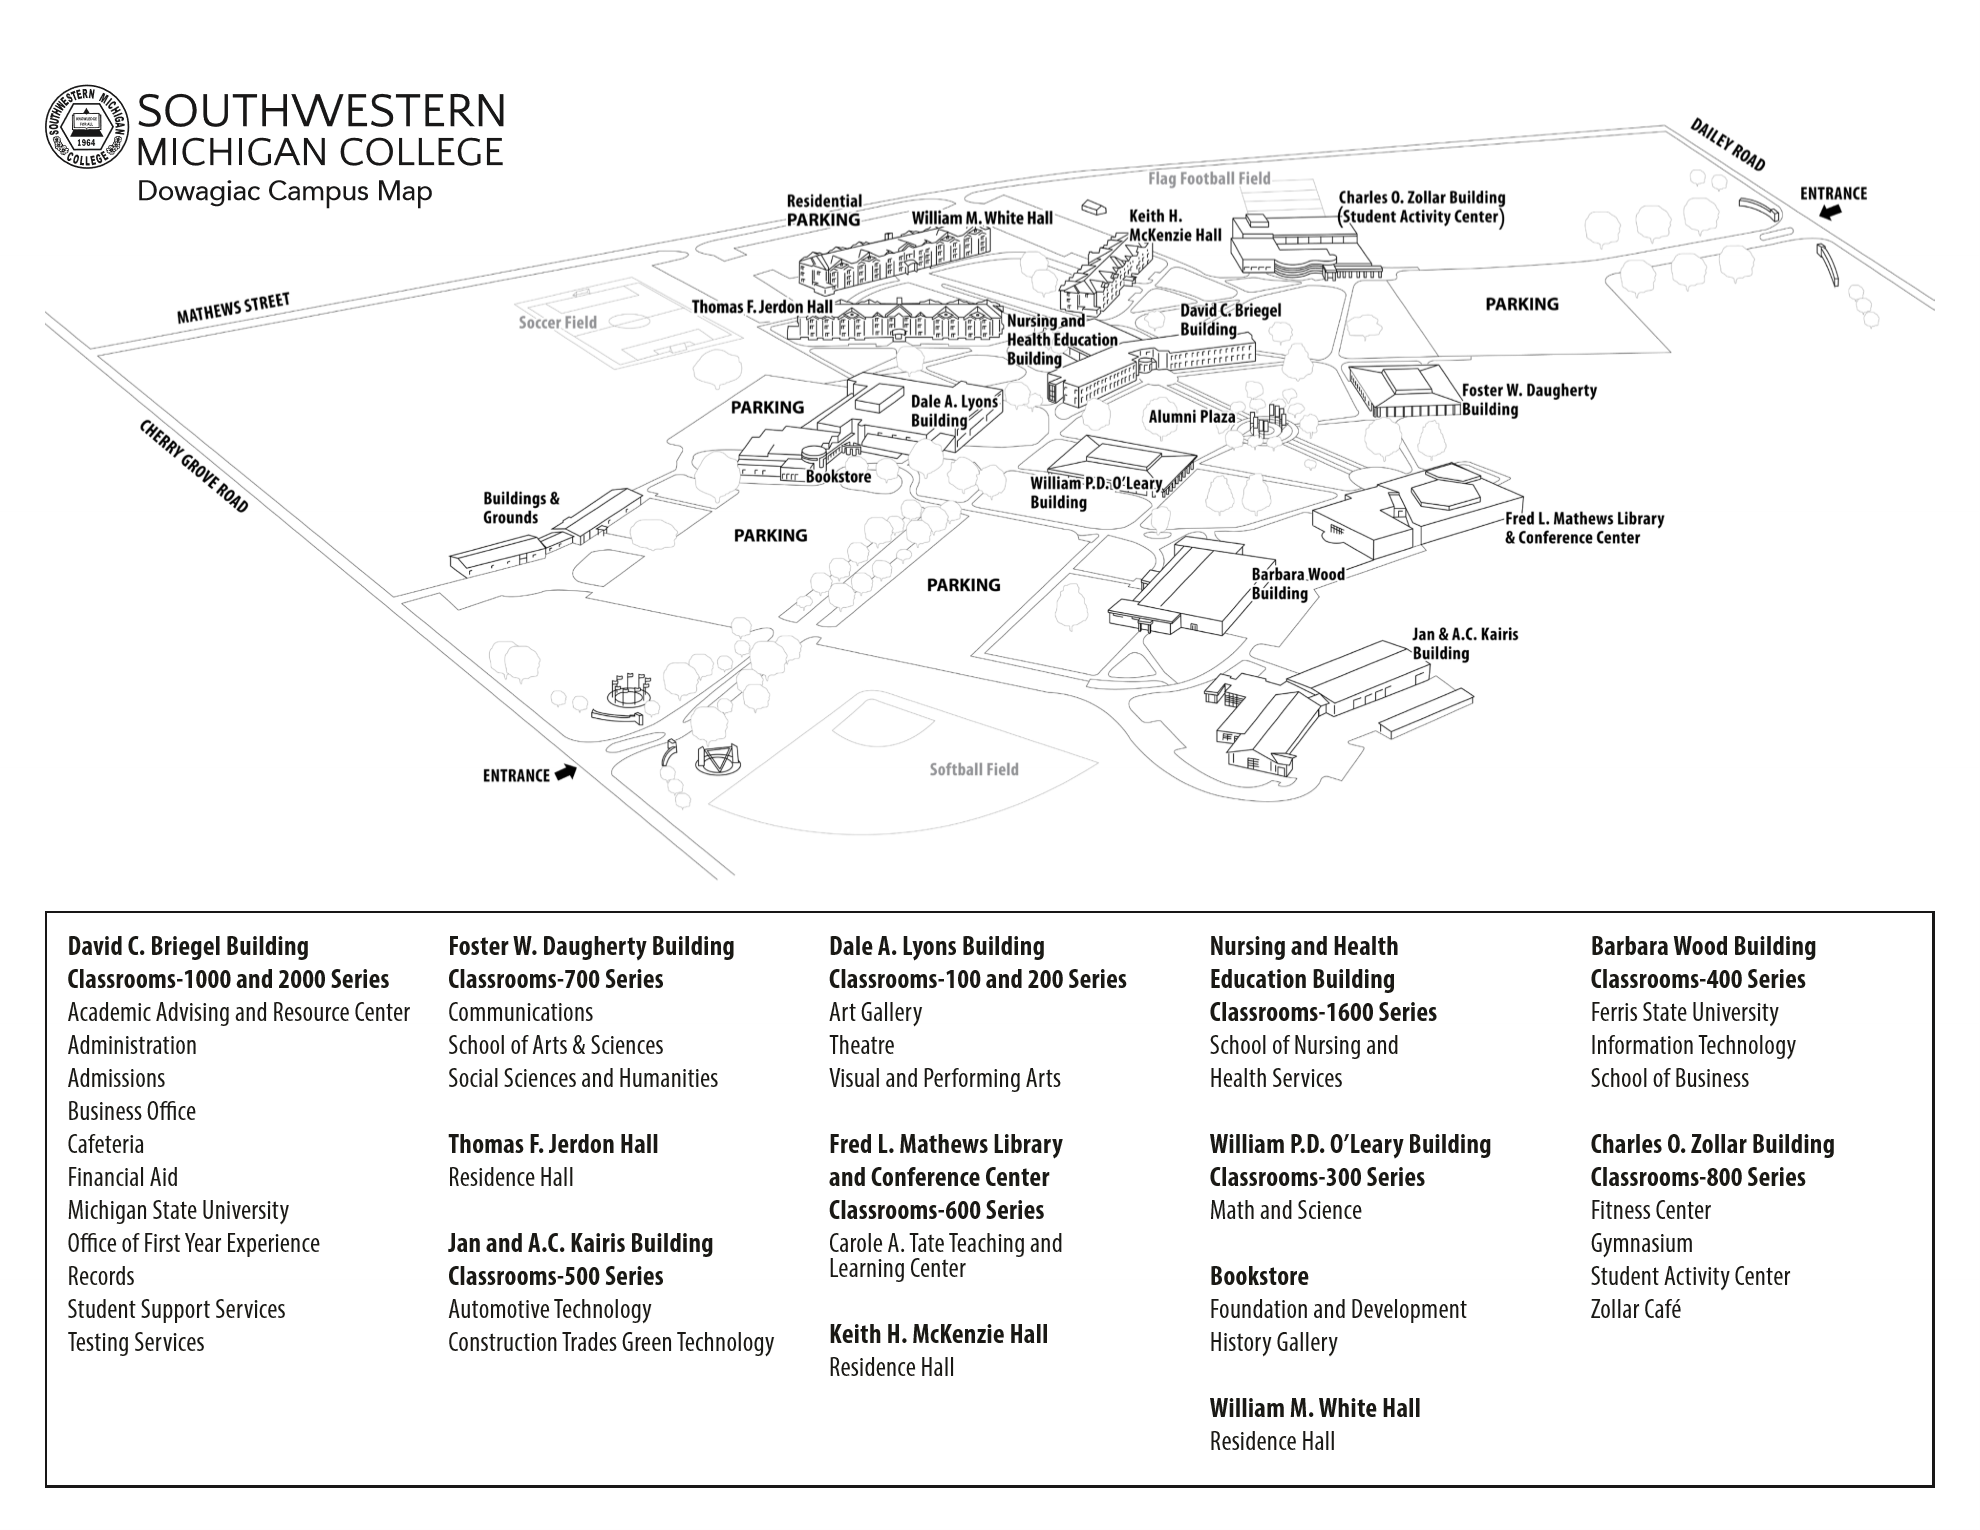 SOUTHWESTERN MICHIGAN COLLEGE
KNOWLEDGE
FOR ALL
1964
SOUTHWESTERN
MICHIGAN COLLEGE
Dowagiac Campus Map
DAILEY ROAD
ENTRANCE
Flag Football Field
Charles O. Zollar Building
(Student Activity Center)
Residential
PARKING
William M. White Hall
Keith H.
McKenzie Hall
MATHEWS STREET
Soccer Field
Thomas F. Jerdon Hall
Nursing and
Health Education
Building
David C. Briegel
Building
PARKING
PARKING
Dale A. Lyons
Building
Alumni Plaza
Foster W. Daugherty
Building
CHERRY GROVE ROAD
Bookstore
William P.D. O'Leary
Building
Buildings &
Grounds
PARKING
Fred L. Mathews Library
& Conference Center
PARKING
Barbara Wood
Building
Jan & A.C. Kairis
Building
Softball Field
ENTRANCE
David C. Briegel Building
Classrooms-1000 and 2000 Series
Academic Advising and Resource Center
Administration
Admissions
Business Office
Cafeteria
Financial Aid
Michigan State University
Office of First Year Experience
Records
Student Support Services
Testing Services
Foster W. Daugherty Building
Classrooms-700 Series
Communications
School of Arts & Sciences
Social Sciences and Humanities
Thomas F. Jerdon Hall
Residence Hall
Jan and A.C. Kairis Building
Classrooms-500 Series
Automotive Technology
Construction Trades Green Technology
Dale A. Lyons Building
Classrooms-100 and 200 Series
Art Gallery
Theatre
Visual and Performing Arts
Fred L. Mathews Library
and Conference Center
Classrooms-600 Series
Carole A. Tate Teaching and
Learning Center
Keith H. McKenzie Hall
Residence Hall
Nursing and Health
Education Building
Classrooms-1600 Series
School of Nursing and
Health Services
William P.D. O'Leary Building
Classrooms-300 Series
Math and Science
Bookstore
Foundation and Development
History Gallery
William M. White Hall
Residence Hall
Barbara Wood Building
Classrooms-400 Series
Ferris State University
Information Technology
School of Business
Charles O. Zollar Building
Classrooms-800 Series
Fitness Center
Gymnasium
Student Activity Center
Zollar Café